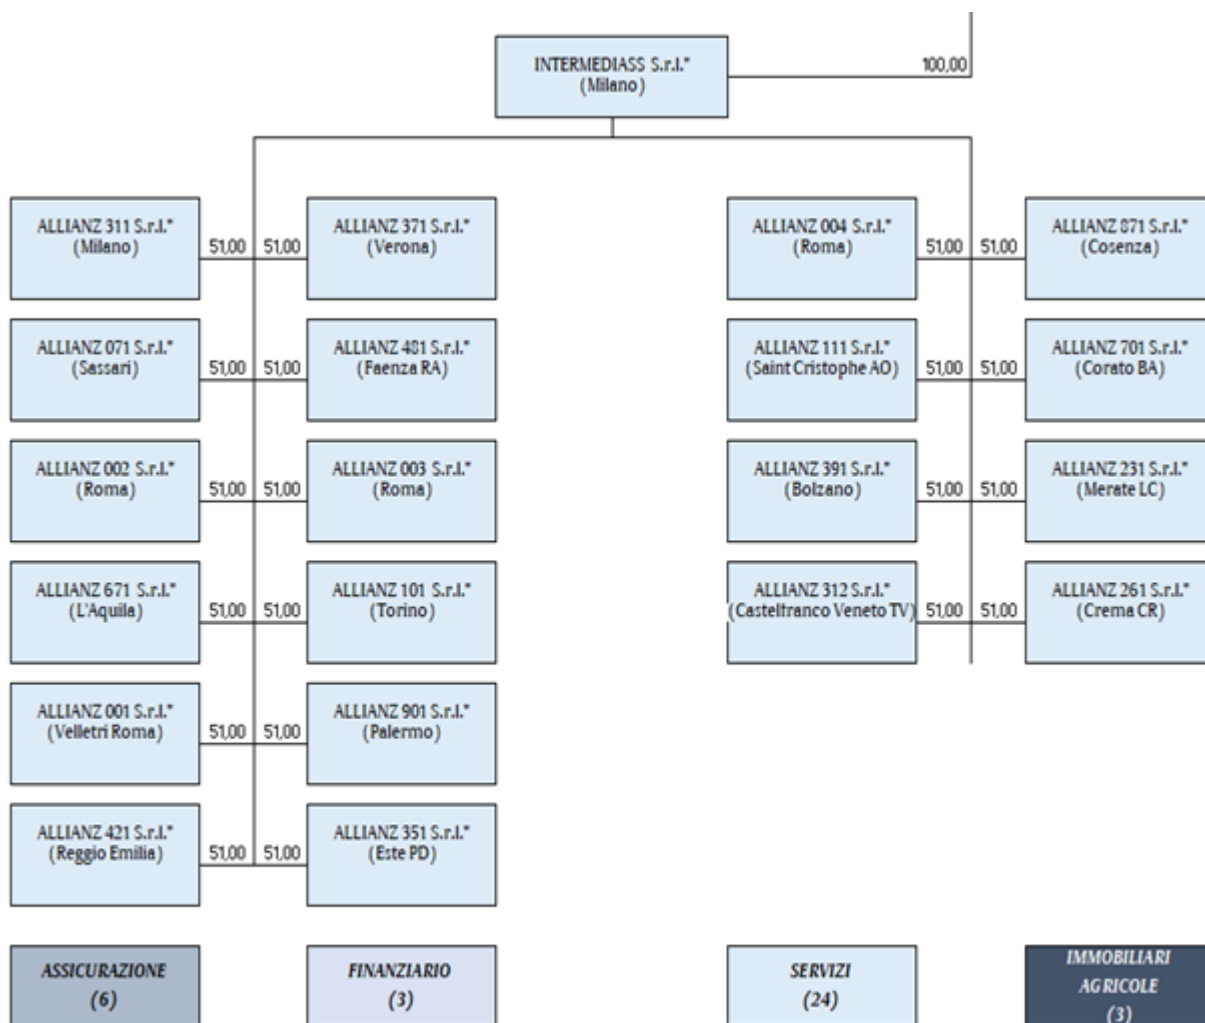 INTERMEDIASS S.r.l.*
(Milano)
100,00
ALLIANZ 311 S.r.l.*
(Milano)
51,00
51,00
ALLIANZ 371 S.r.l.*
(Verona)
ALLIANZ 004 S.r.l.*
(Roma)
51,00
51,00
ALLIANZ 871 S.r.l.*
(Cosenza)
ALLIANZ 071 S.r.l.*
(Sassari)
51,00
51,00
ALLIANZ 481 S.r.l.*
(Faenza RA)
ALLIANZ 111 S.r.l.*
(Saint Cristophe AO)
51,00
51,00
ALLIANZ 701 S.r.l.*
(Corato BA)
ALLIANZ 002 S.r.l.*
(Roma)
51,00
51,00
ALLIANZ 003 S.r.l.*
(Roma)
ALLIANZ 391 S.r.l.*
(Bolzano)
51,00
51,00
ALLIANZ 231 S.r.l.*
(Merate LC)
ALLIANZ 671 S.r.l.*
(L'Aquila)
51,00
51,00
ALLIANZ 101 S.r.l.*
(Torino)
ALLIANZ 312 S.r.l.*
(Castelfranco Veneto TV)
51,00
51,00
ALLIANZ 261 S.r.l.*
(Crema CR)
ALLIANZ 001 S.r.l.*
(Velletri Roma)
51,00
51,00
ALLIANZ 901 S.r.l.*
(Palermo)
ALLIANZ 421 S.r.l.*
(Reggio Emilia)
51,00
51,00
ALLIANZ 351 S.r.l.*
(Este PD)
ASSICURAZIONE
(6)
FINANZIARIO
(3)
SERVIZI
(24)
IMMOBILIARI
AGRICOLE
(3)